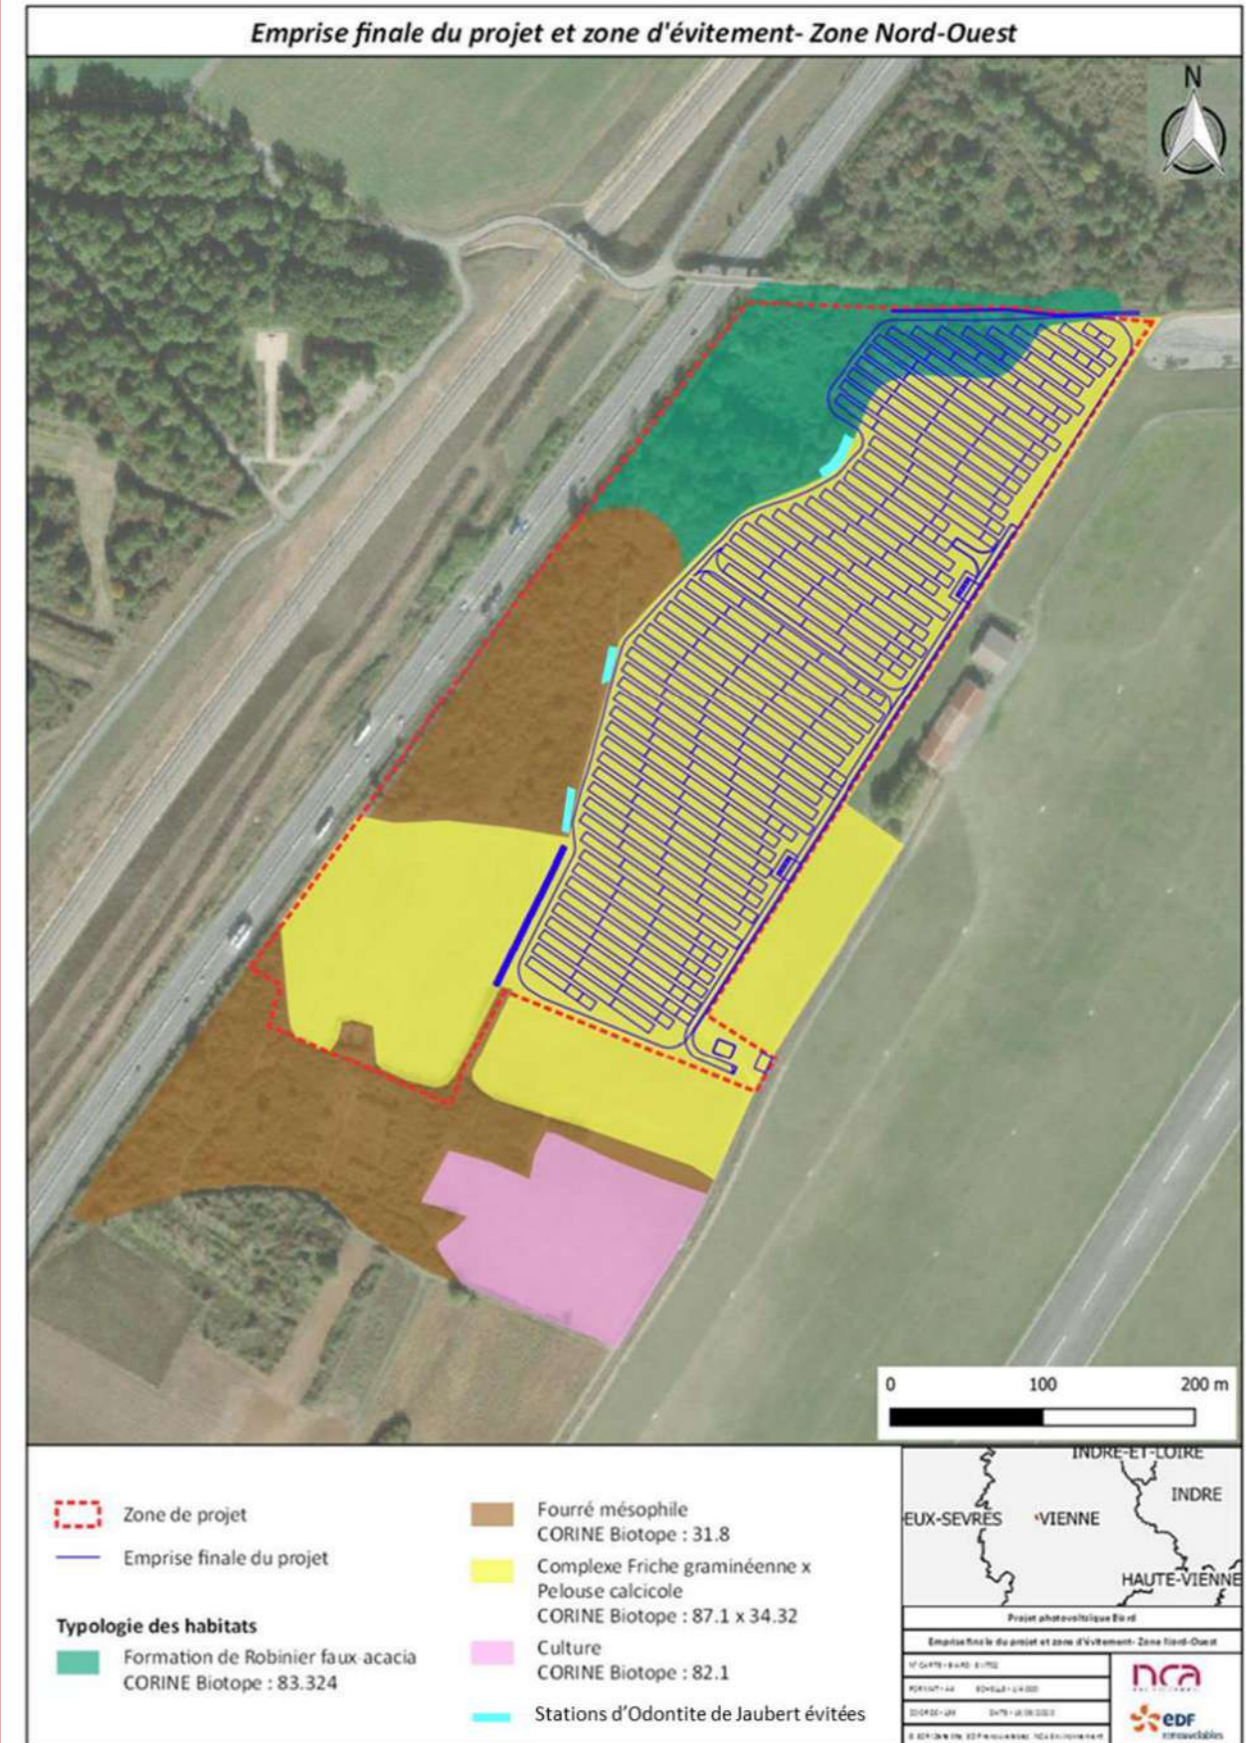 Emprise finale du projet et zone d'évitement- Zone Nord-Ouest
N
0 100 200 m
Zone de projet
Emprise finale du projet
Typologie des habitats
Formation de Robinier faux acacia
CORINE Biotope : 83.324
Fourré mésophile
CORINE Biotope : 31.8
Complexe Friche graminéenne x
Pelouse calcicole
CORINE Biotope : 87.1 x 34.32
Culture
CORINE Biotope : 82.1
Stations d'Odontite de Jaubert évitées
INDRE-ET-LOIRE
INDRE
EUX-SEVRES
VIENNE
HAUTE-VIENNE
Projet photovoltaïque
Emprise finale du projet et zone d'évitement- Zone Nord-Ouest
nca
EDF
renouvelables